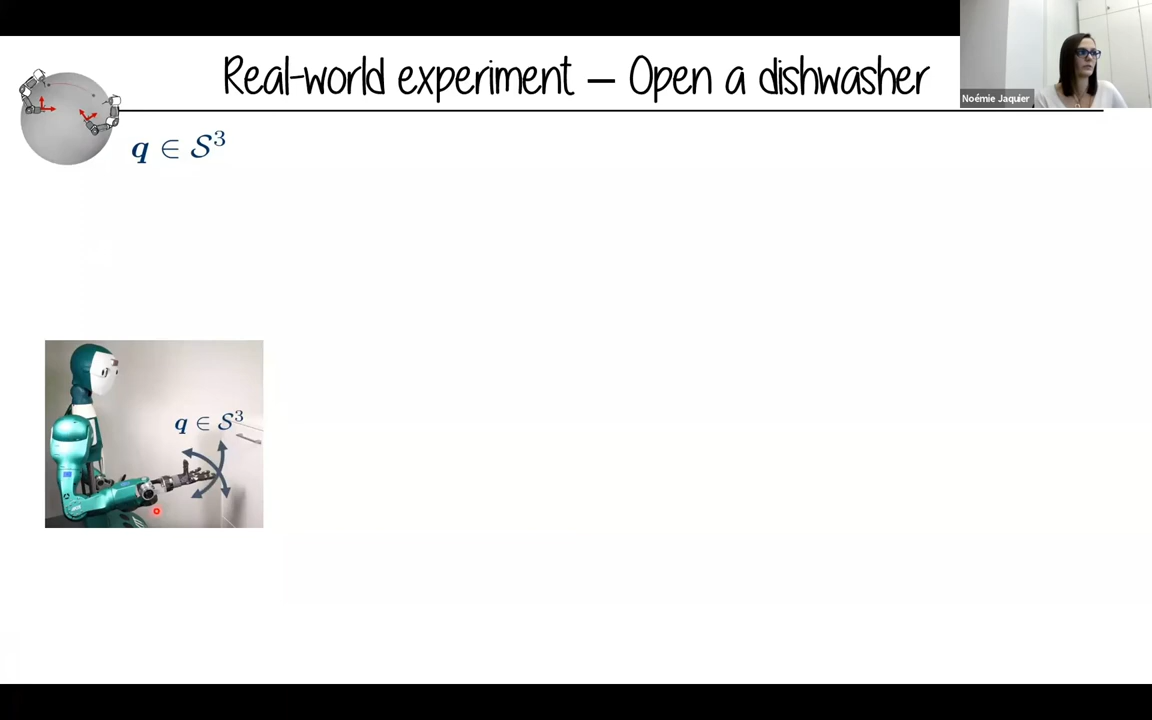 Real-world experiment – Open a dishwasher
Noémie Jaquier
q ∈ S³
q ∈ S³